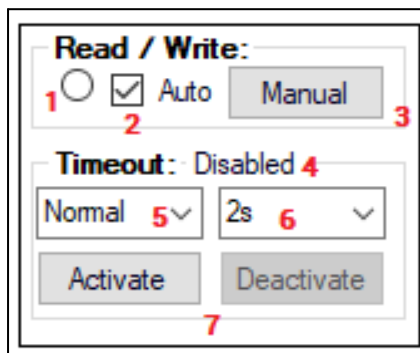 Read / Write:
1 Auto Manual
2 3
Timeout: Disabled 4
Normal 5 2s 6
Activate Deactivate
7